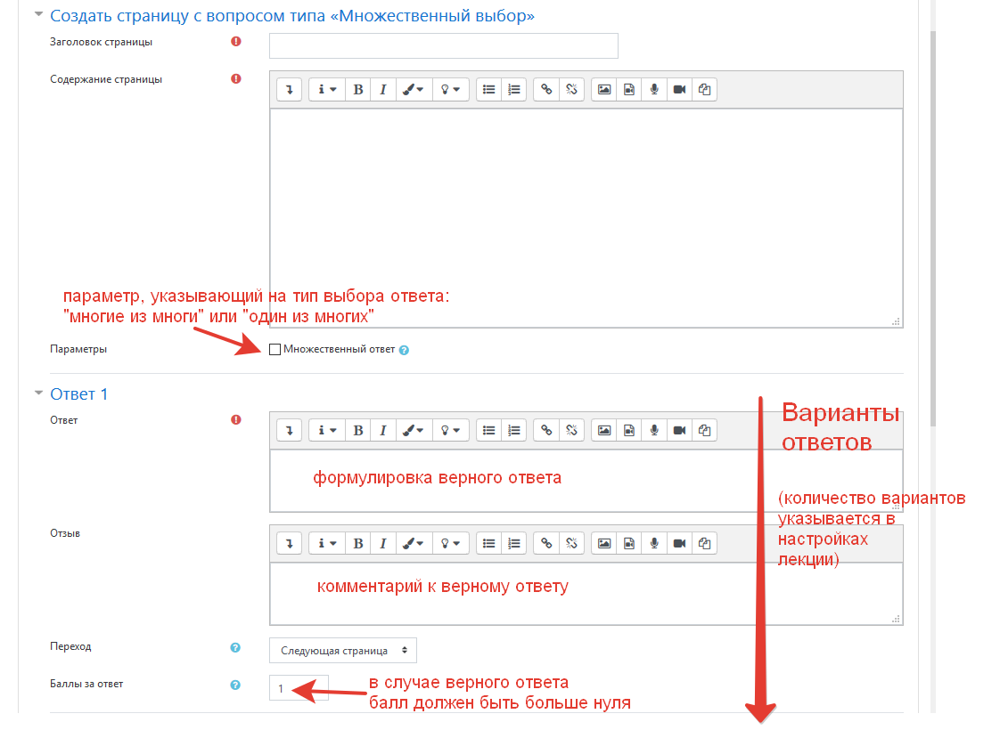 Создать страницу с вопросом типа «Множественный выбор»
Заголовок страницы
Содержание страницы
параметр, указывающий на тип выбора ответа:
"многие из многи" или "один из многих"
Параметры
Множественный ответ
Ответ 1
Ответ
формулировка верного ответа
Варианты
ответов
(количество вариантов
указывается в
настройках
лекции)
Отзыв
комментарий к верному ответу
Переход
Следующая страница
Баллы за ответ
1
в случае верного ответа
балл должен быть больше нуля